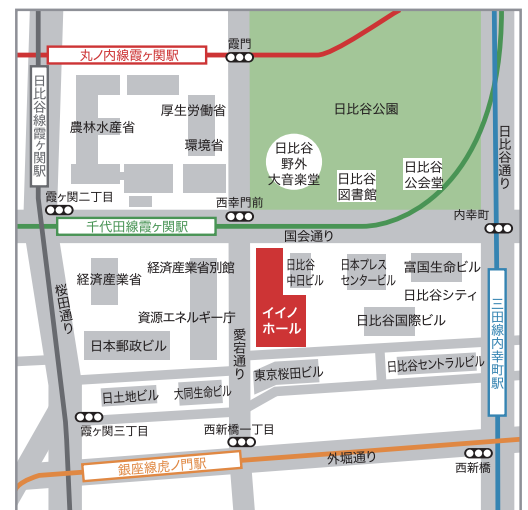 霞門
丸ノ内線霞ヶ関駅
日比谷線霞ヶ関駅
厚生労働省
農林水産省
環境省
日比谷公園
日比谷
野外
大音楽堂
日比谷
図書館
日比谷
公会堂
日比谷通り
霞ヶ関二丁目
西幸門前
内幸町
千代田線霞ヶ関駅
国会通り
経済産業省別館
経済産業省
日比谷
中日ビル
日本プレス
センタービル
富国生命ビル
日比谷シティ
桜田通り
資源エネルギー庁
イイノ
ホール
日比谷国際ビル
三田線内幸町駅
愛宕通り
日本郵政ビル
東京桜田ビル
日比谷セントラルビル
日土地ビル
大同生命ビル
霞ヶ関三丁目
西新橋一丁目
銀座線虎ノ門駅
外堀通り
西新橋